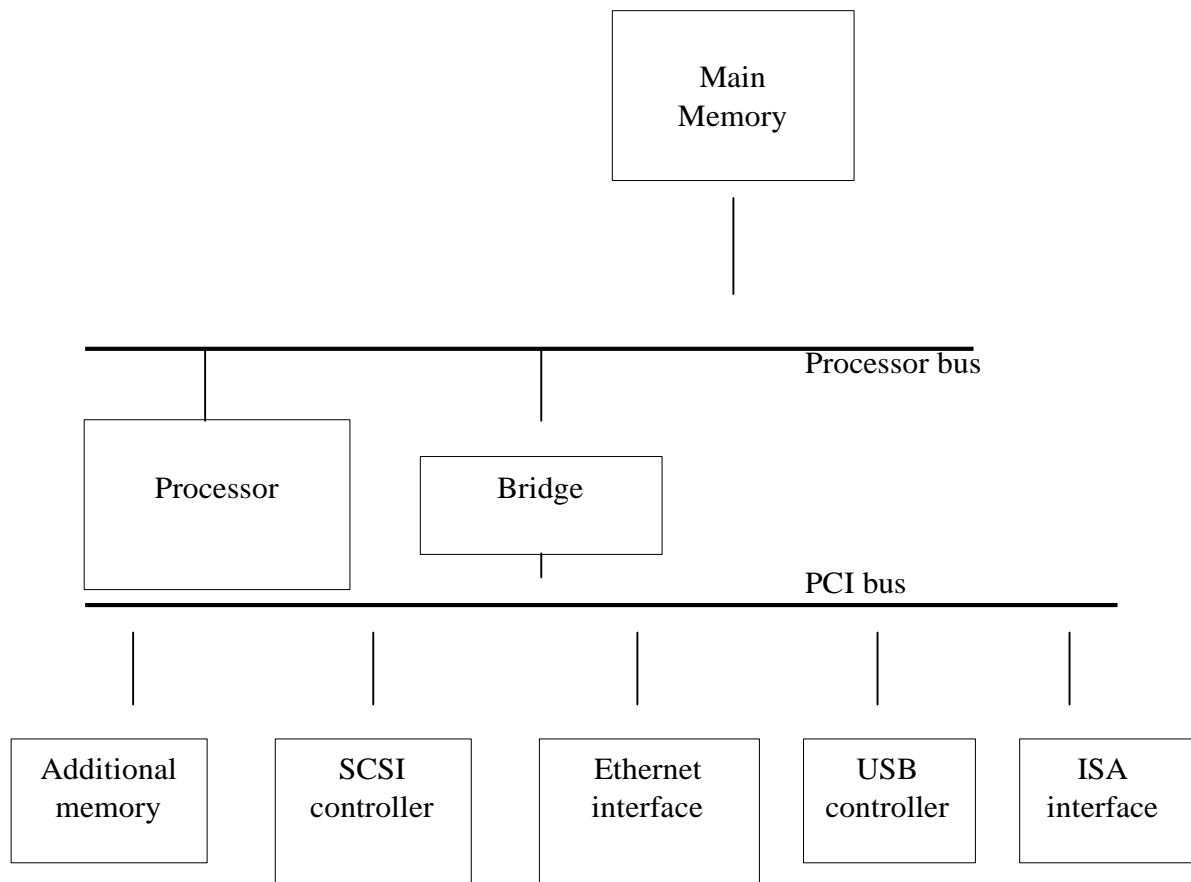 Main
Memory
Processor bus
Processor
Bridge
PCI bus
Additional
memory
SCSI
controller
Ethernet
interface
USB
controller
ISA
interface